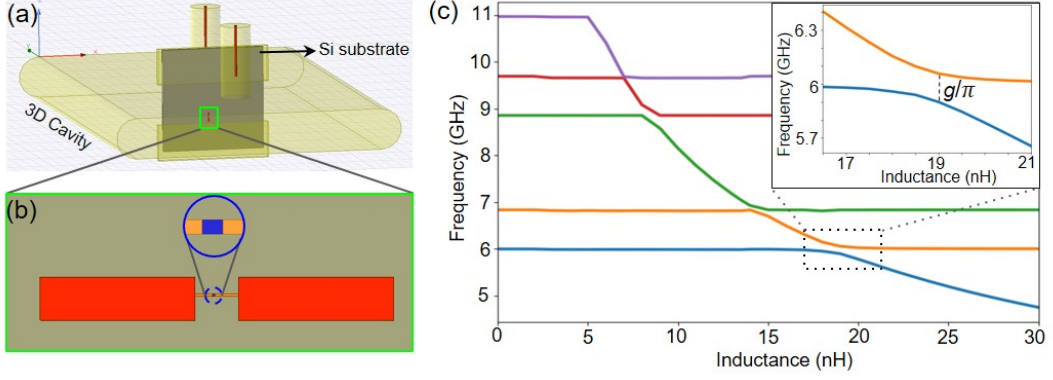 (a)
Si substrate
3D Cavity
(b)
(c)
Frequency (GHz)
11
10
9
8
7
6
5
0
5
10
15
20
25
30
Inductance (nH)
Frequency (GHz)
6.3
6
5.7
17
19
21
Inductance (nH)
g/π